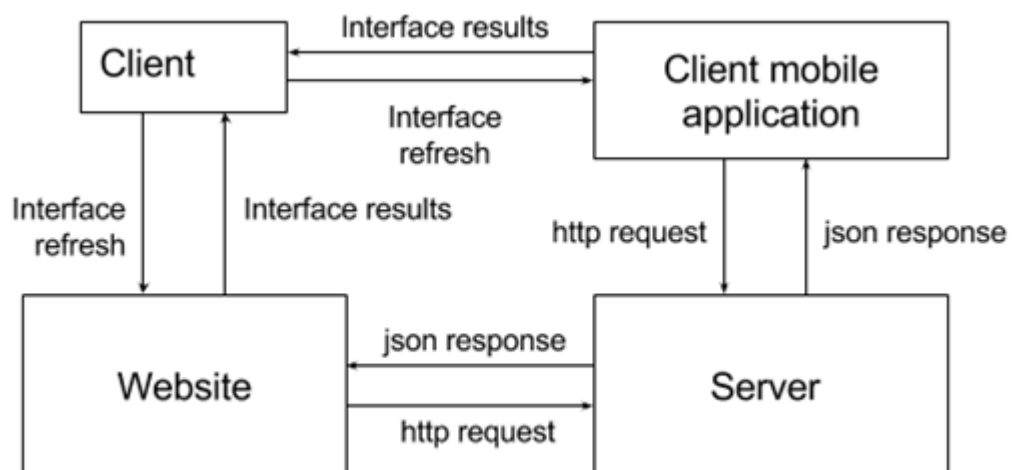 Interface results
Client
Client mobile
application
Interface
refresh
Interface
refresh
Interface results
http request
json response
json response
Website
Server
http request